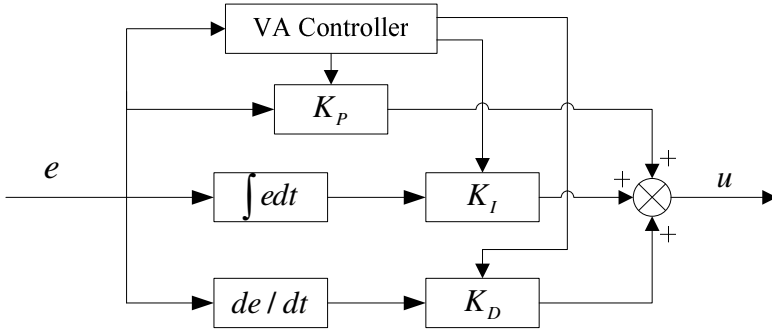 VA Controller
K_P
+
e
∫edt
K_I
+
u
+
de / dt
K_D